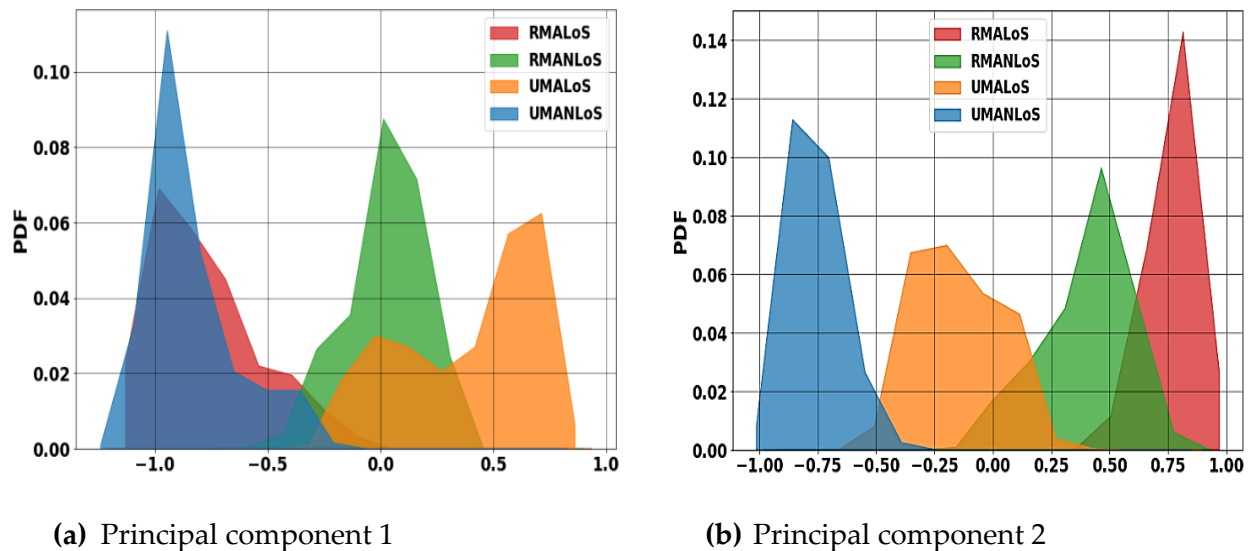 RMALoS
RMANLoS
UMALoS
UMANLoS
0.10
0.08
0.06
0.04
0.02
0.00
PDF
−1.0
−0.5
0.0
0.5
1.0
(a) Principal component 1
RMALoS
RMANLoS
UMALoS
UMANLoS
0.14
0.12
0.10
0.08
0.06
0.04
0.02
0.00
PDF
−1.00
−0.75
−0.50
−0.25
0.00
0.25
0.50
0.75
1.00
(b) Principal component 2